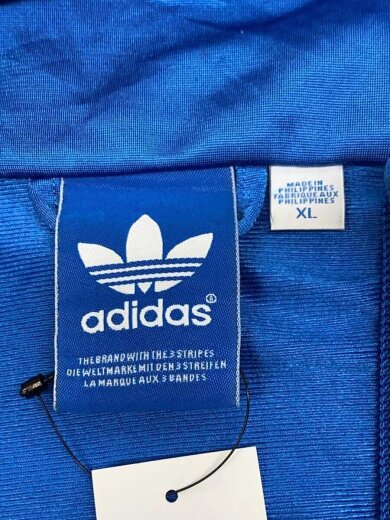 adidas®
THE BRAND WITH THE 3 STRIPES
DIE WELTMARKE MIT DEN 3 STREIFEN
LA MARQUE AUX 3 BANDES.
MADE IN
PHILIPPINES
FABRIQUE AUX
PHILIPPINES
XL